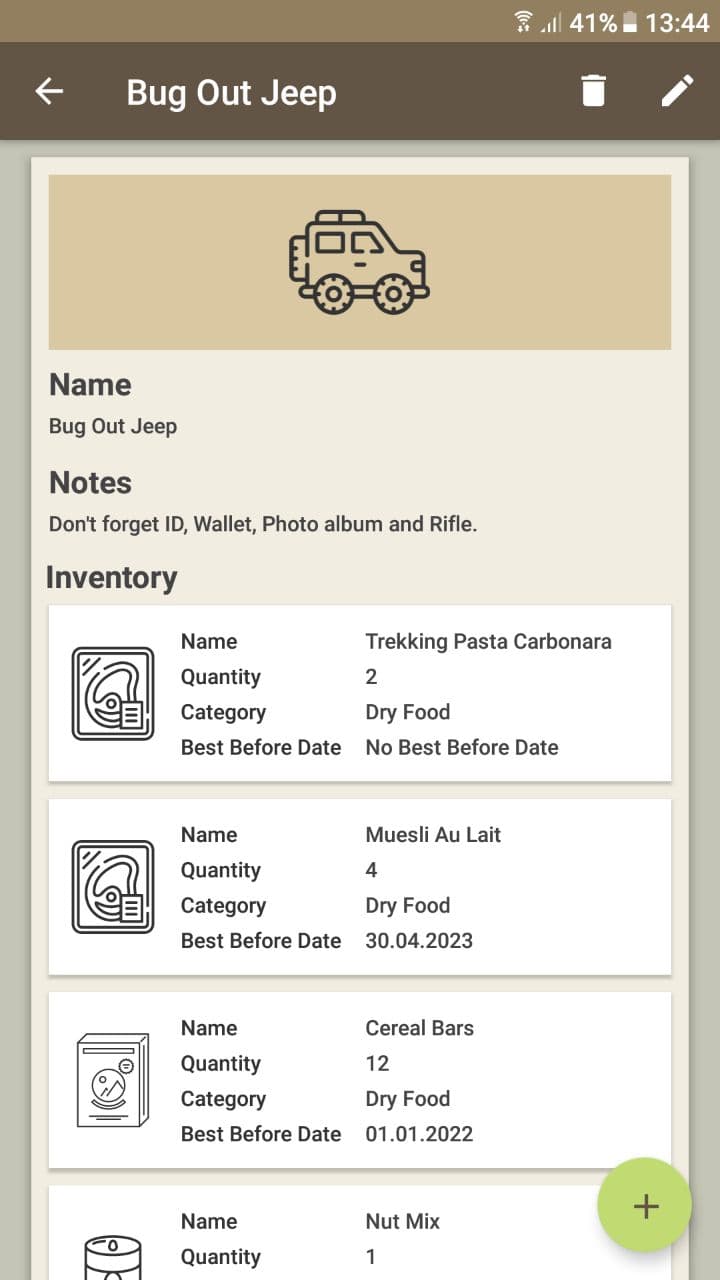 41% 13:44
Bug Out Jeep
Name
Bug Out Jeep
Notes
Don't forget ID, Wallet, Photo album and Rifle.
Inventory
Name Trekking Pasta Carbonara
Quantity 2
Category Dry Food
Best Before Date No Best Before Date
Name Muesli Au Lait
Quantity 4
Category Dry Food
Best Before Date 30.04.2023
Name Cereal Bars
Quantity 12
Category Dry Food
Best Before Date 01.01.2022
Name Nut Mix
Quantity 1